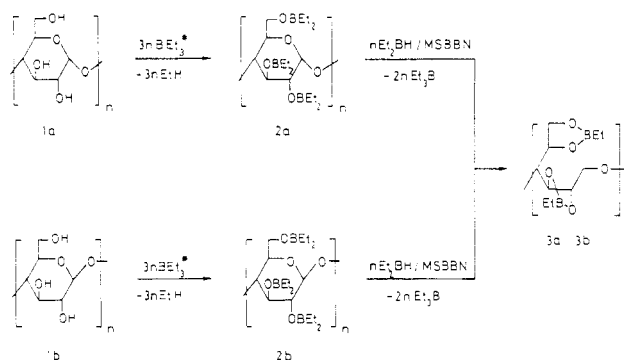 OH
O
OH
OH
O
n
1a
3nBEt3*
-3nEtH
OBEt2
O
OBEt2
OBEt2
O
n
2a
nEt2BH / MSBBN
-2nEt3B
O
BEt
O
O
EtB
O
O
n
3a 3b
OH
O
O
OH
OH
n
1b
3nBEt3*
-3nEtH
OBEt2
O
O
OBEt2
OBEt2
n
2b
nEt2BH / MSBBN
-2nEt3B